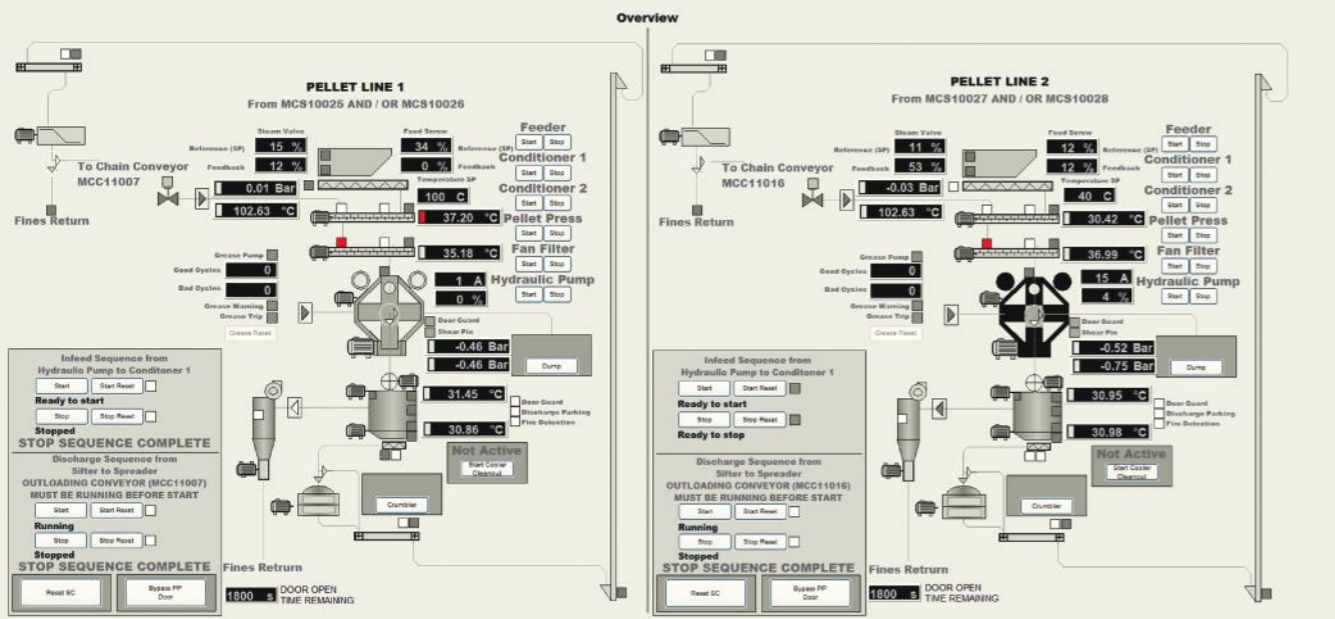 Overview
PELLET LINE 1
From MCS10025 AND / OR MCS10026
Steam Valve
Feed Screw
Reference (SP) 15 % 34 % Reference (SP)
Feedback 12 % 0 % Feedback
To Chain Conveyor
MCC11007
Temperature SP
0.01 Bar
100 C
102.63 °C
37.20 °C
35.18 °C
Fines Return
Feeder
Start Stop
Conditioner 1
Start Stop
Conditioner 2
Start Stop
Pellet Press
Start Stop
Fan Filter
Start Stop
Hydraulic Pump
Start Stop
Grease Pump
Good Cycles 0
Bad Cycles 0
Grease Warning
Grease Trip
Grease Reset
1 A
0 %
Door Guard
Shear Pin
-0.46 Bar
-0.46 Bar
Dump
31.45 °C
Door Guard
Discharge Parking
Fire Detection
30.86 °C
Not Active
Start Cooler
Cleanout
Crumbler
Infeed Sequence from
Hydraulic Pump to Conditoner 1
Start Start Reset
Ready to start
Stop Stop Reset
Stopped
STOP SEQUENCE COMPLETE
Discharge Sequence from
Sifter to Spreader
OUTLOADING CONVEYOR (MCC11007)
MUST BE RUNNING BEFORE START
Start Start Reset
Running
Stop Stop Reset
Stopped
STOP SEQUENCE COMPLETE
Reset SC
Bypass PP
Door
Fines Retrurn
1800 s DOOR OPEN
TIME REMAINING
PELLET LINE 2
From MCS10027 AND / OR MCS10028
Steam Valve
Feed Screw
Reference (SP) 11 % 12 % Reference (SP)
Feedback 53 % 12 % Feedback
To Chain Conveyor
MCC11016
Temperature SP
-0.03 Bar
40 C
102.63 °C
30.42 °C
36.99 °C
Fines Return
Feeder
Start Stop
Conditioner 1
Start Stop
Conditioner 2
Start Stop
Pellet Press
Start Stop
Fan Filter
Start Stop
Hydraulic Pump
Start Stop
Grease Pump
Good Cycles 0
Bad Cycles 0
Grease Warning
Grease Trip
Grease Reset
15 A
4 %
Door Guard
Shear Pin
-0.52 Bar
-0.75 Bar
Dump
30.95 °C
Door Guard
Discharge Parking
Fire Detection
30.98 °C
Not Active
Start Cooler
Cleanout
Crumbler
Infeed Sequence from
Hydraulic Pump to Conditioner 1
Start Start Reset
Ready to start
Stop Stop Reset
Ready to stop
Discharge Sequence from
Sifter to Spreader
OUTLOADING CONVEYOR (MCC11016)
MUST BE RUNNING BEFORE START
Start Start Reset
Running
Stop Stop Reset
Stopped
STOP SEQUENCE COMPLETE
Reset SC
Bypass PP
Door
Fines Retrurn
1800 s DOOR OPEN
TIME REMAINING